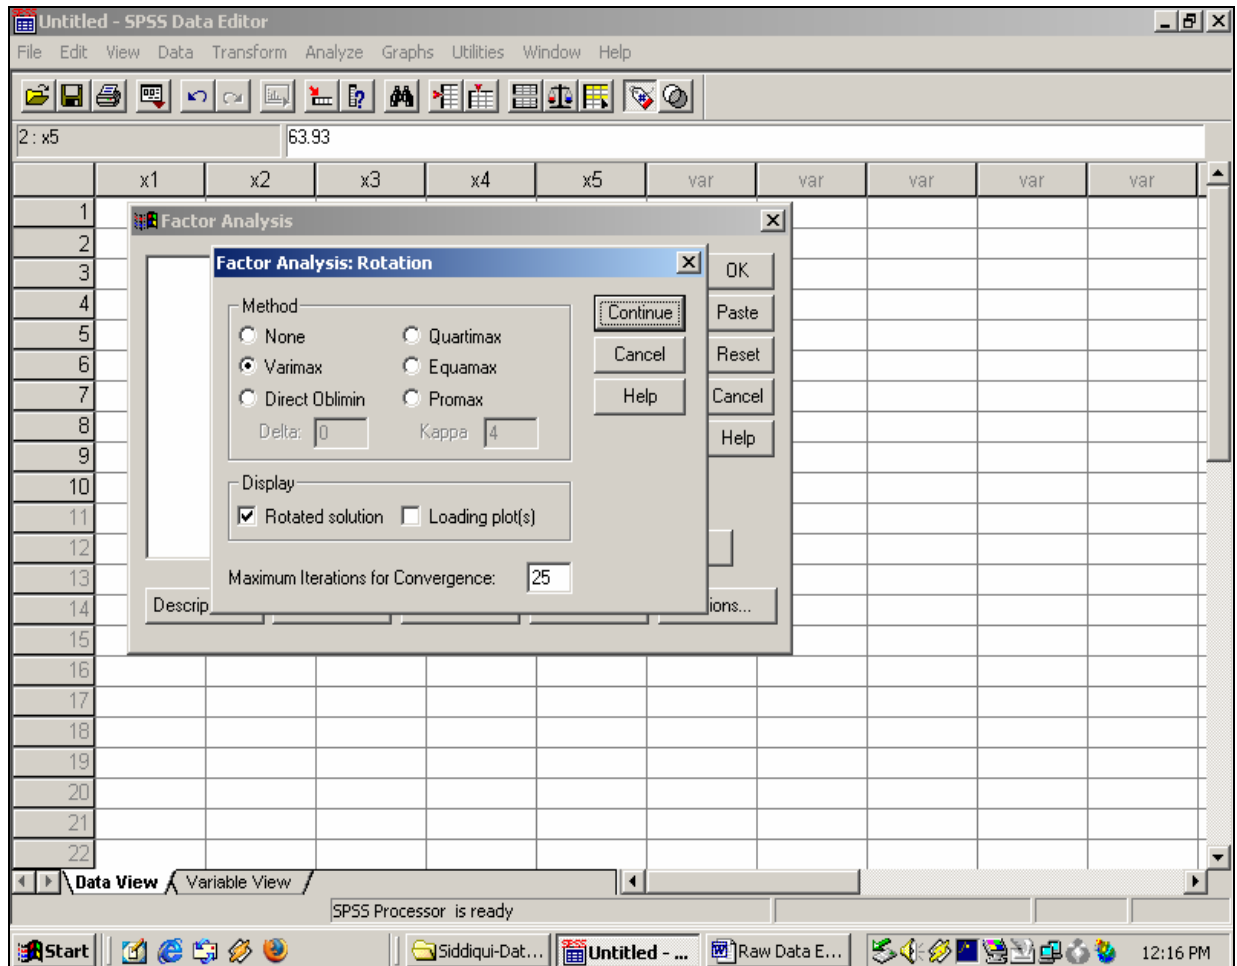 Untitled - SPSS Data Editor
File Edit View Data Transform Analyze Graphs Utilities Window Help
2 : x5 63.93
x1 x2 x3 x4 x5 var var var var var
1
Factor Analysis
2
Factor Analysis: Rotation
3 OK
4 Method Continue Paste
5 None Quartimax
6 Varimax Equamax Cancel Reset
7 Direct Oblimin Promax Help Cancel
8 Delta: 0 Kappa 4 Help
9
10 Display
11 Rotated solution Loading plot(s)
12
13 Maximum Iterations for Convergence: 25
14 Descrip ions...
15
16
17
18
19
20
21
22
Data View Variable View
SPSS Processor is ready
Start Siddiqui-Dat... Untitled - ... Raw Data E... 12:16 PM